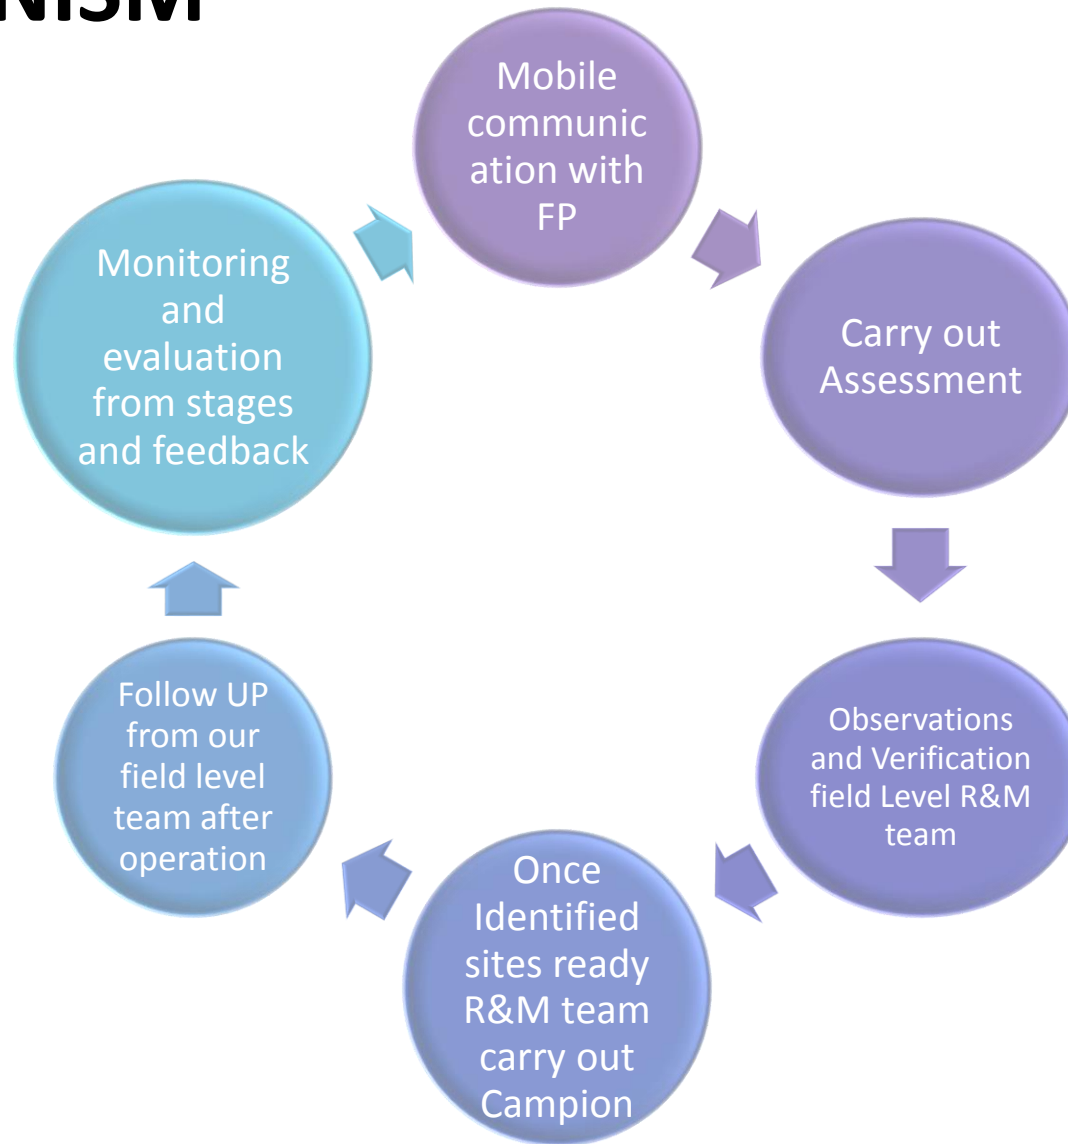 NISM
Mobile
communic
ation with
FP
Carry out
Assessment
Observations
and Verification
field Level R&M
team
Once
Identified
sites ready
R&M team
carry out
Campion
Follow UP
from our
field level
team after
operation
Monitoring
and
evaluation
from stages
and feedback